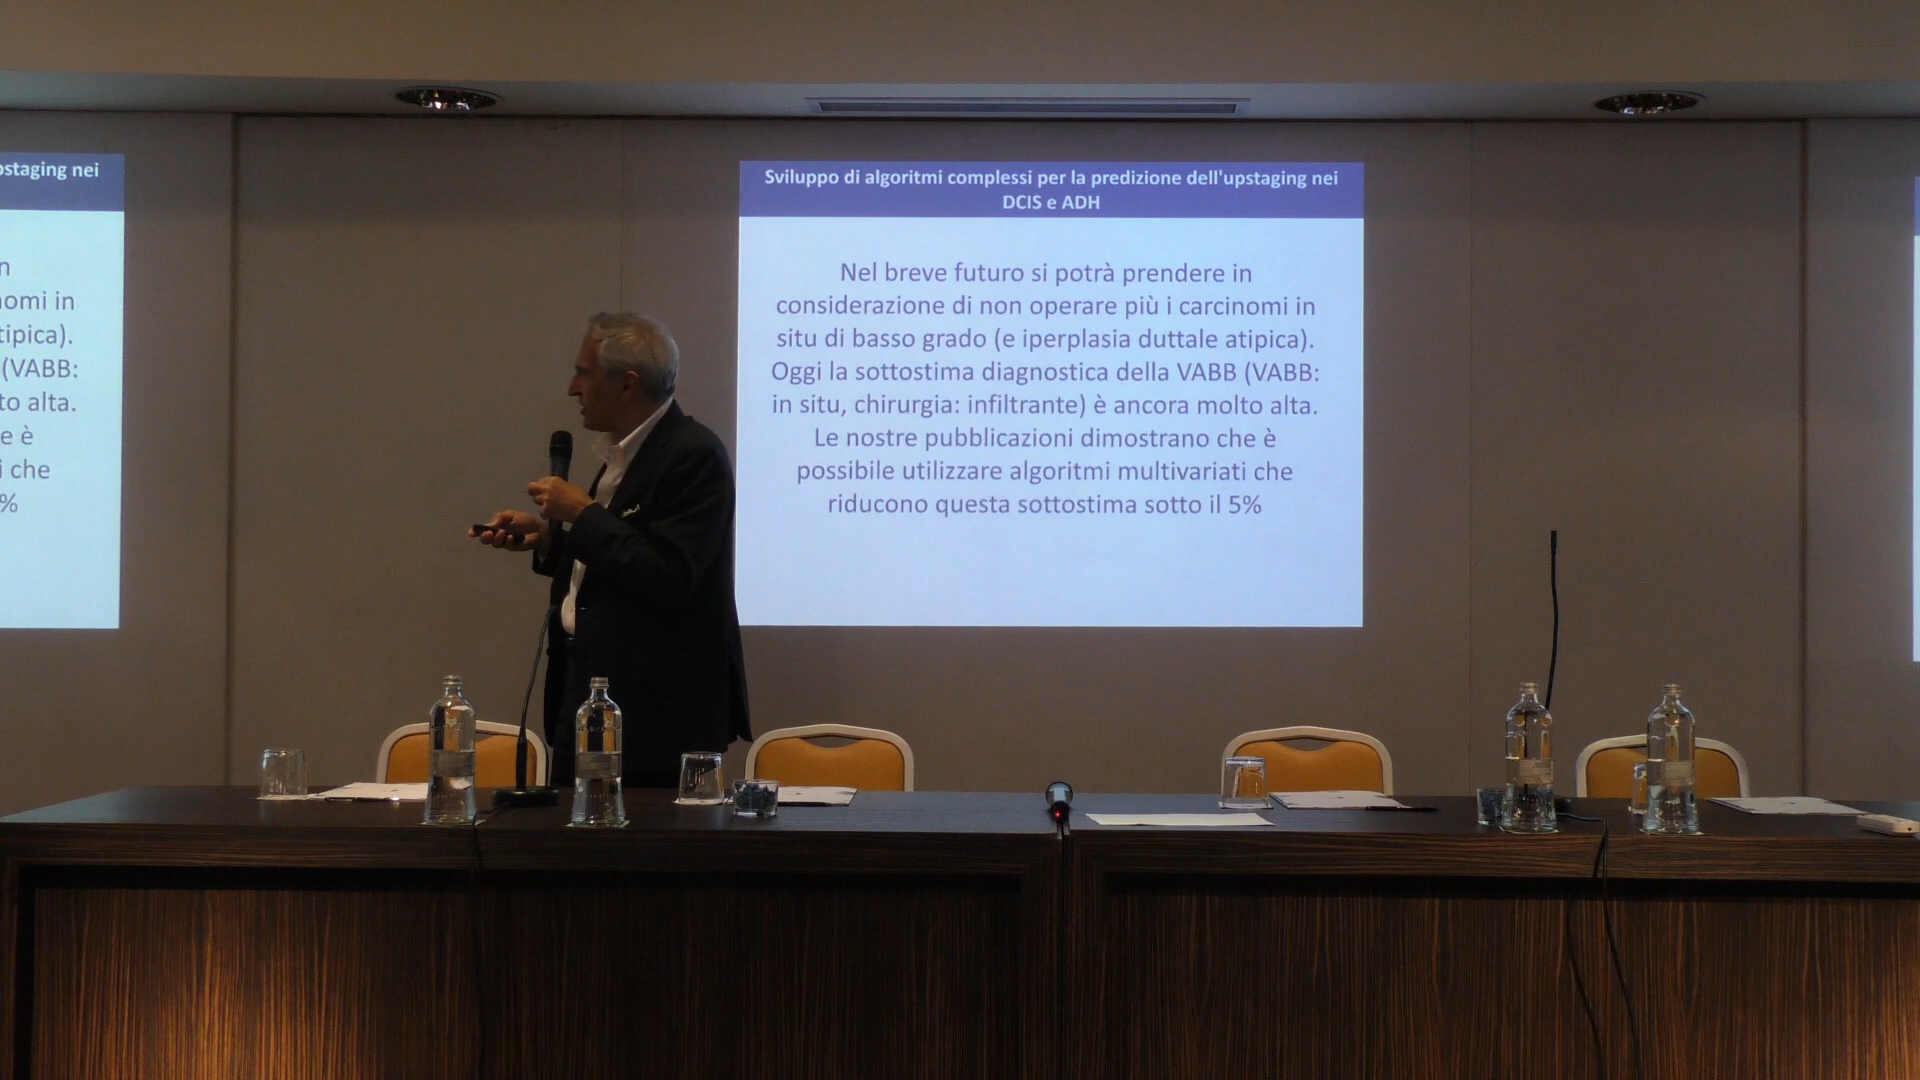 pstaging nei
n
nomi in
tipica).
(VABB:
to alta.
e è
i che
%
Sviluppo di algoritmi complessi per la predizione dell'upstaging nei
DCIS e ADH
Nel breve futuro si potrà prendere in
considerazione di non operare più i carcinomi in
situ di basso grado (e iperplasia duttale atipica).
Oggi la sottostima diagnostica della VABB (VABB:
in situ, chirurgia: infiltrante) è ancora molto alta.
Le nostre pubblicazioni dimostrano che è
possibile utilizzare algoritmi multivariati che
riducono questa sottostima sotto il 5%